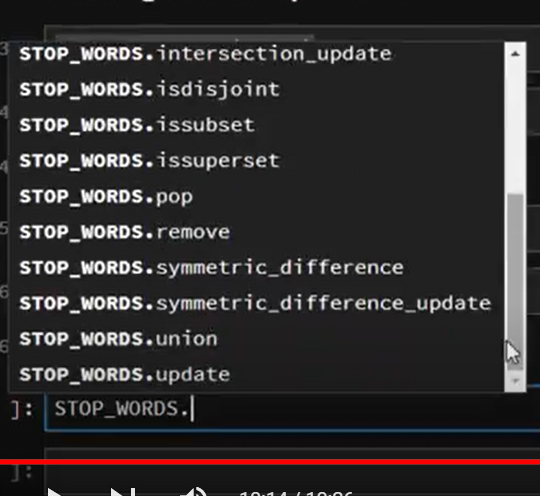 STOP_WORDS.intersection_update
STOP_WORDS.isdisjoint
STOP_WORDS.issubset
STOP_WORDS.issuperset
STOP_WORDS.pop
STOP_WORDS.remove
STOP_WORDS.symmetric_difference
STOP_WORDS.symmetric_difference_update
STOP_WORDS.union
STOP_WORDS.update
]: STOP_WORDS.
]: